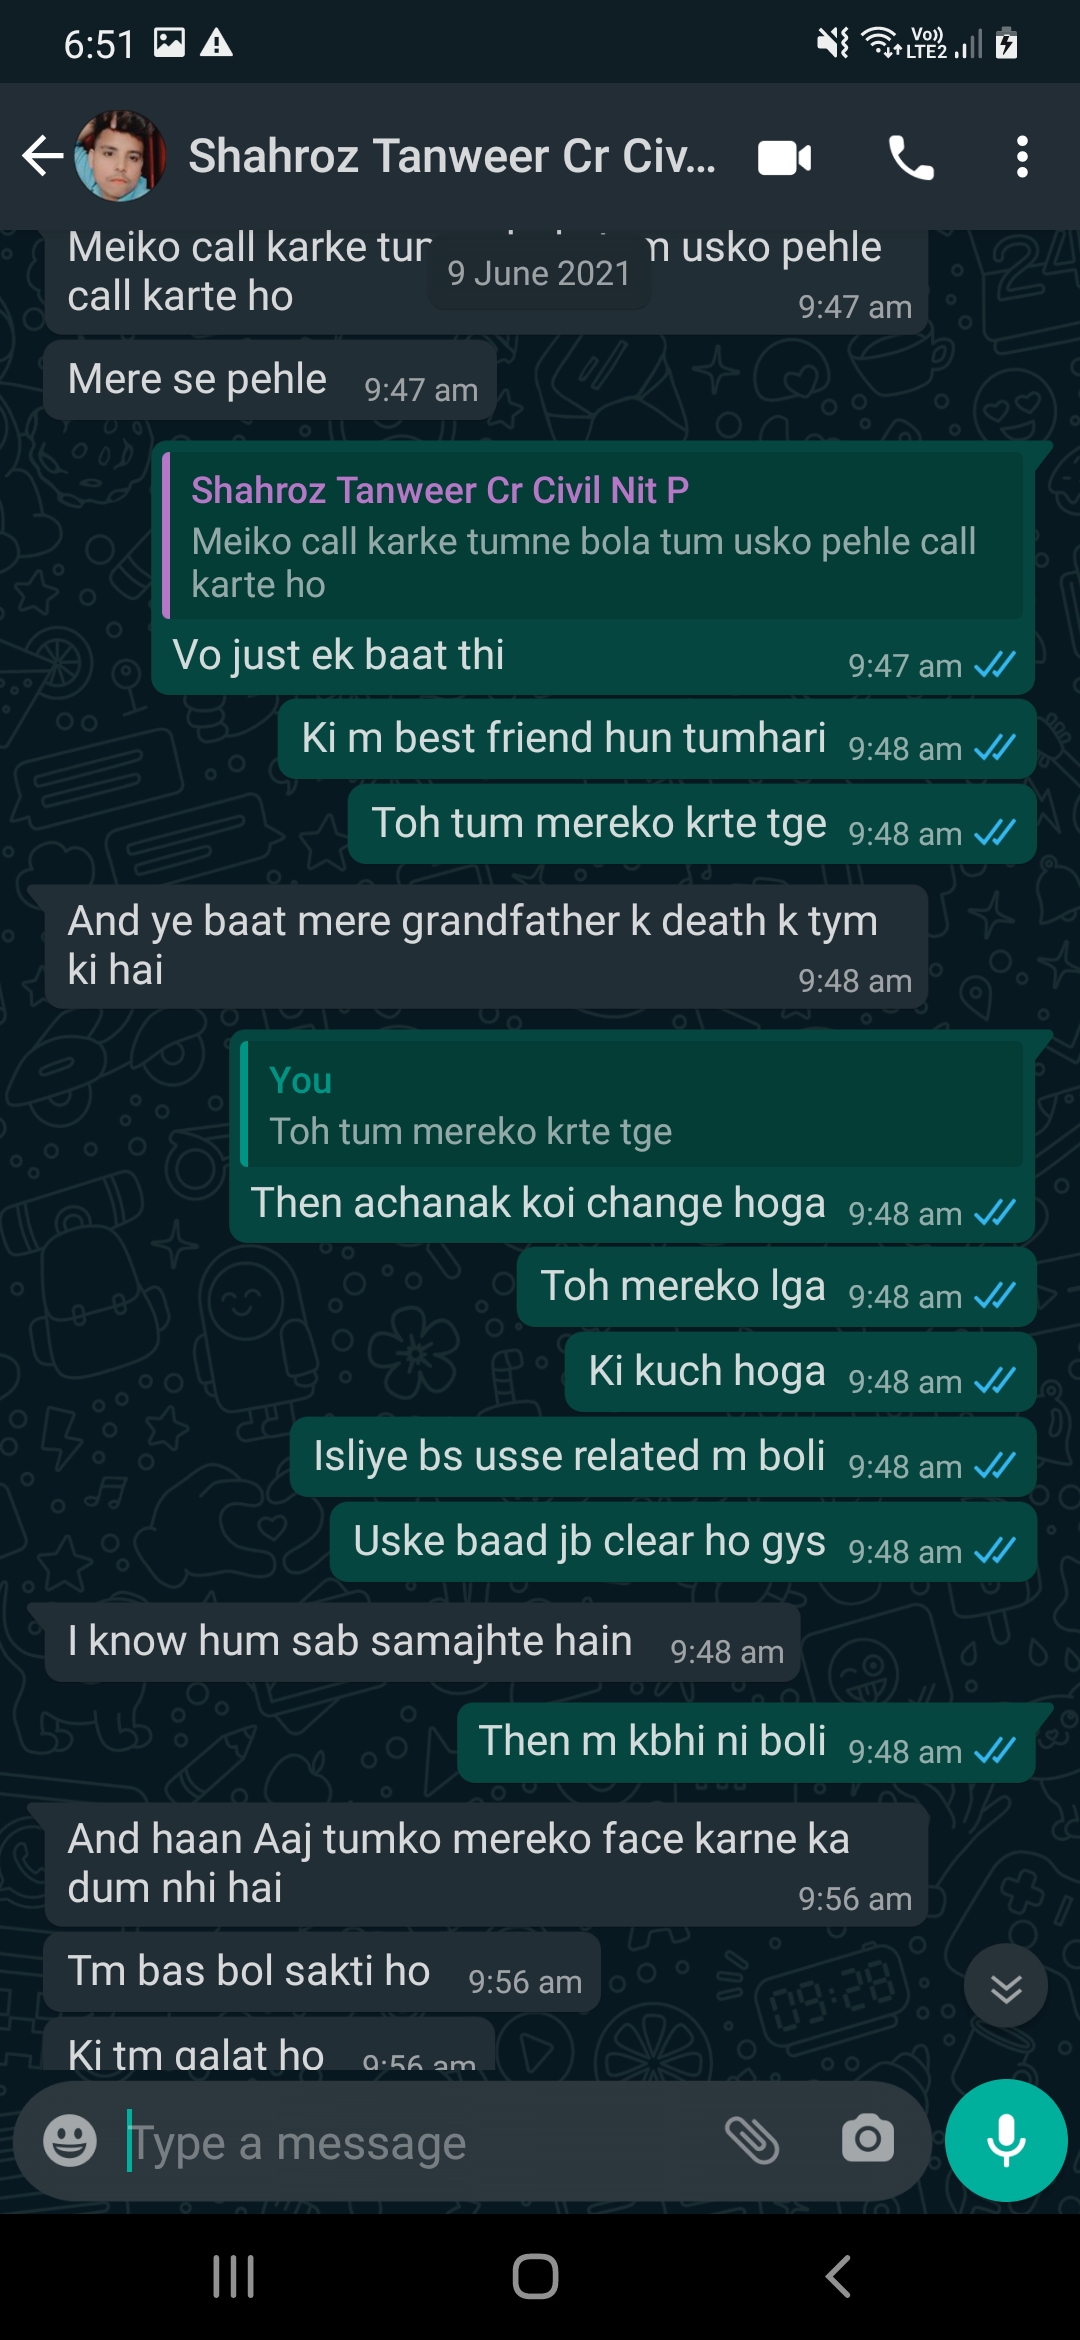 6:51
Vo)) LTE2
Shahroz Tanweer Cr Civ...
Meiko call karke usko pehle
9 June 2021
call karte ho 9:47 am
Mere se pehle 9:47 am
Shahroz Tanweer Cr Civil Nit P
Meiko call karke tumne bola tum usko pehle call
karte ho
Vo just ek baat thi 9:47 am
Ki m best friend hun tumhari 9:48 am
Toh tum mereko krte tge 9:48 am
And ye baat mere grandfather k death k tym
ki hai 9:48 am
You
Toh tum mereko krte tge
Then achanak koi change hoga 9:48 am
Toh mereko lga 9:48 am
Ki kuch hoga 9:48 am
Isliye bs usse related m boli 9:48 am
Uske baad jb clear ho gys 9:48 am
I know hum sab samajhte hain 9:48 am
Then m kbhi ni boli 9:48 am
And haan Aaj tumko mereko face karne ka
dum nhi hai 9:56 am
Tm bas bol sakti ho 9:56 am
Ki tm galat ho 9:56 am
Type a message